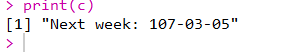 > print(c)
[1] "Next week: 107-03-05"
>